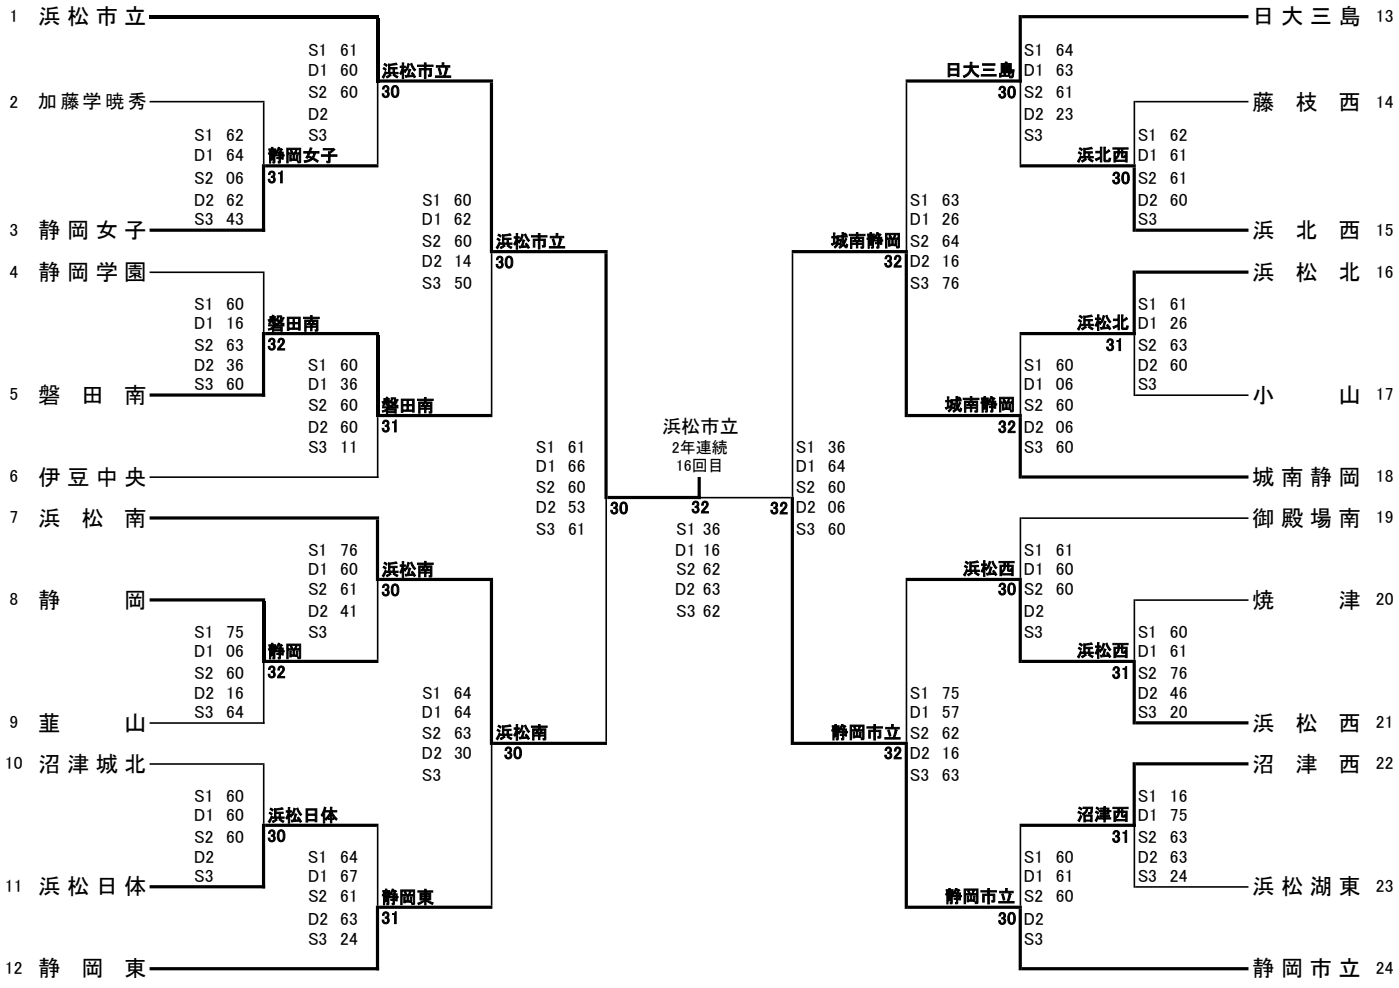 1 浜松市立
S1 61
D1 60
S2 60
D2
S3
浜松市立
30
2 加藤学暁秀
S1 62
D1 64
S2 06
D2 62
S3 43
静岡女子
31
3 静岡女子
S1 60
D1 62
S2 60
D2 14
S3 50
浜松市立
30
4 静岡学園
S1 60
D1 16
S2 63
D2 36
S3 60
磐田南
32
5 磐田南
S1 60
D1 36
S2 60
D2 60
S3 11
磐田南
31
6 伊豆中央
S1 61
D1 66
S2 60
D2 53
S3 61
30
7 浜松南
S1 76
D1 60
S2 61
D2 41
S3
浜松南
30
8 静岡
S1 75
D1 06
S2 60
D2 16
S3 64
静岡
32
9 韮山
S1 64
D1 64
S2 63
D2 30
S3
浜松南
30
10 沼津城北
S1 60
D1 60
S2 60
D2
S3
浜松日体
30
11 浜松日体
S1 64
D1 67
S2 61
D2 63
S3 24
静岡東
31
12 静岡東
浜松市立
2年連続
16回目
32
S1 36
D1 16
S2 62
D2 63
S3 62
日大三島 13
日大三島
30
S1 64
D1 63
S2 61
D2 23
S3
藤枝西 14
浜北西
30
S1 62
D1 61
S2 61
D2 60
S3
浜北西 15
城南静岡
32
S1 63
D1 26
S2 64
D2 16
S3 76
浜松北 16
浜松北
31
S1 61
D1 26
S2 63
D2 60
S3
小山 17
城南静岡
32
S1 60
D1 06
S2 60
D2 06
S3 60
城南静岡 18
32
S1 36
D1 64
S2 60
D2 06
S3 60
御殿場南 19
浜松西
30
S1 61
D1 60
S2 60
D2
S3
焼津 20
浜松西
31
S1 60
D1 61
S2 76
D2 46
S3 20
浜松西 21
静岡市立
32
S1 75
D1 57
S2 62
D2 16
S3 63
沼津西 22
沼津西
31
S1 16
D1 75
S2 63
D2 63
S3 24
浜松湖東 23
静岡市立
30
S1 60
D1 61
S2 60
D2
S3
静岡市立 24